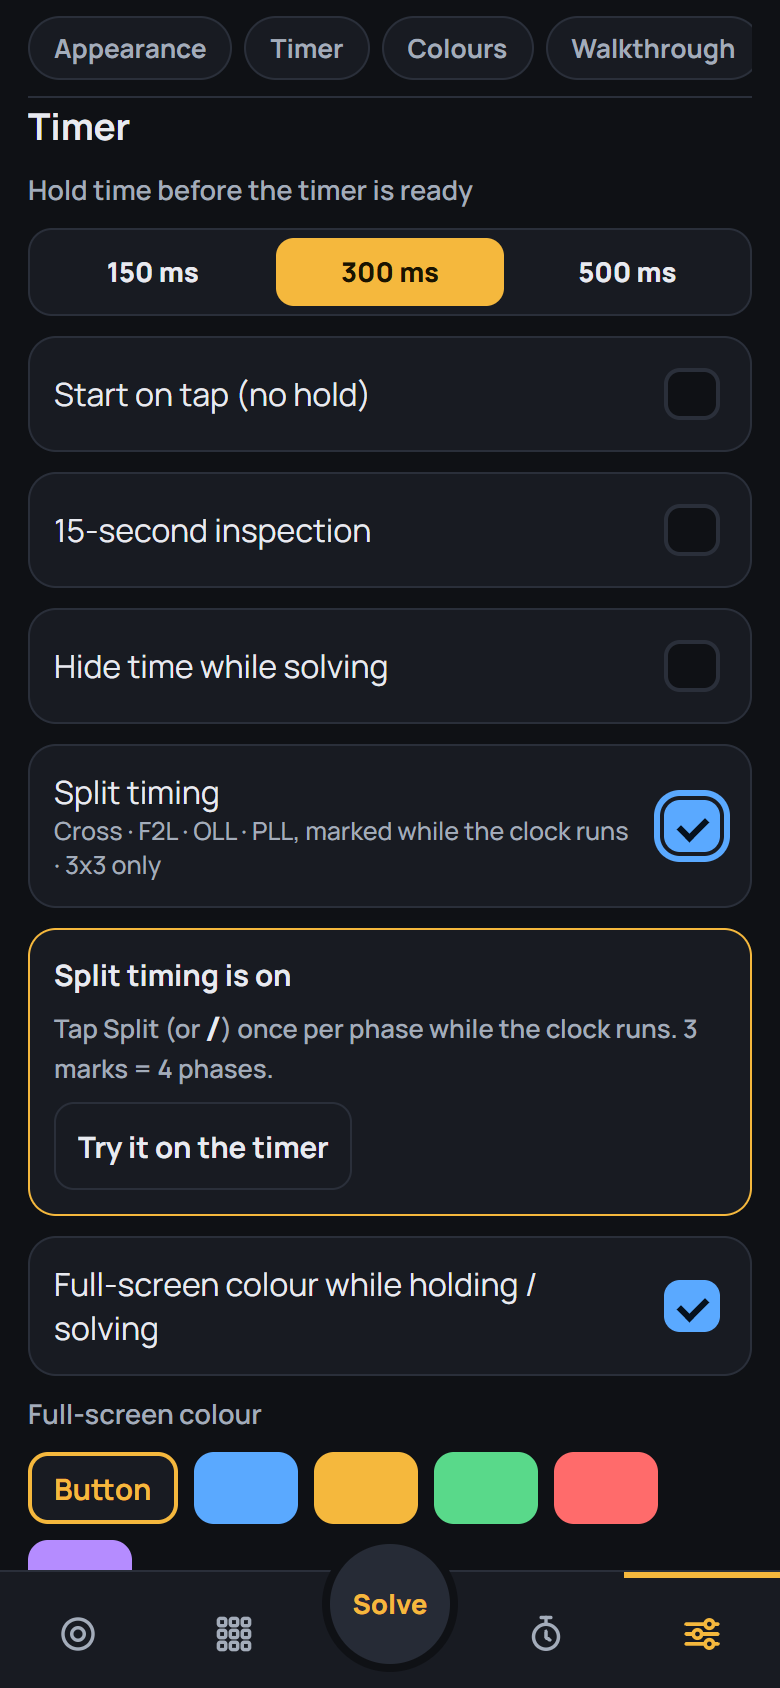 Appearance
Timer
Colours
Walkthrough
Timer
Hold time before the timer is ready
150 ms
300 ms
500 ms
Start on tap (no hold)
15-second inspection
Hide time while solving
Split timing
Cross · F2L · OLL · PLL, marked while the clock runs
· 3x3 only
Split timing is on
Tap Split (or /) once per phase while the clock runs. 3
marks = 4 phases.
Try it on the timer
Full-screen colour while holding /
solving
Full-screen colour
Button
Solve